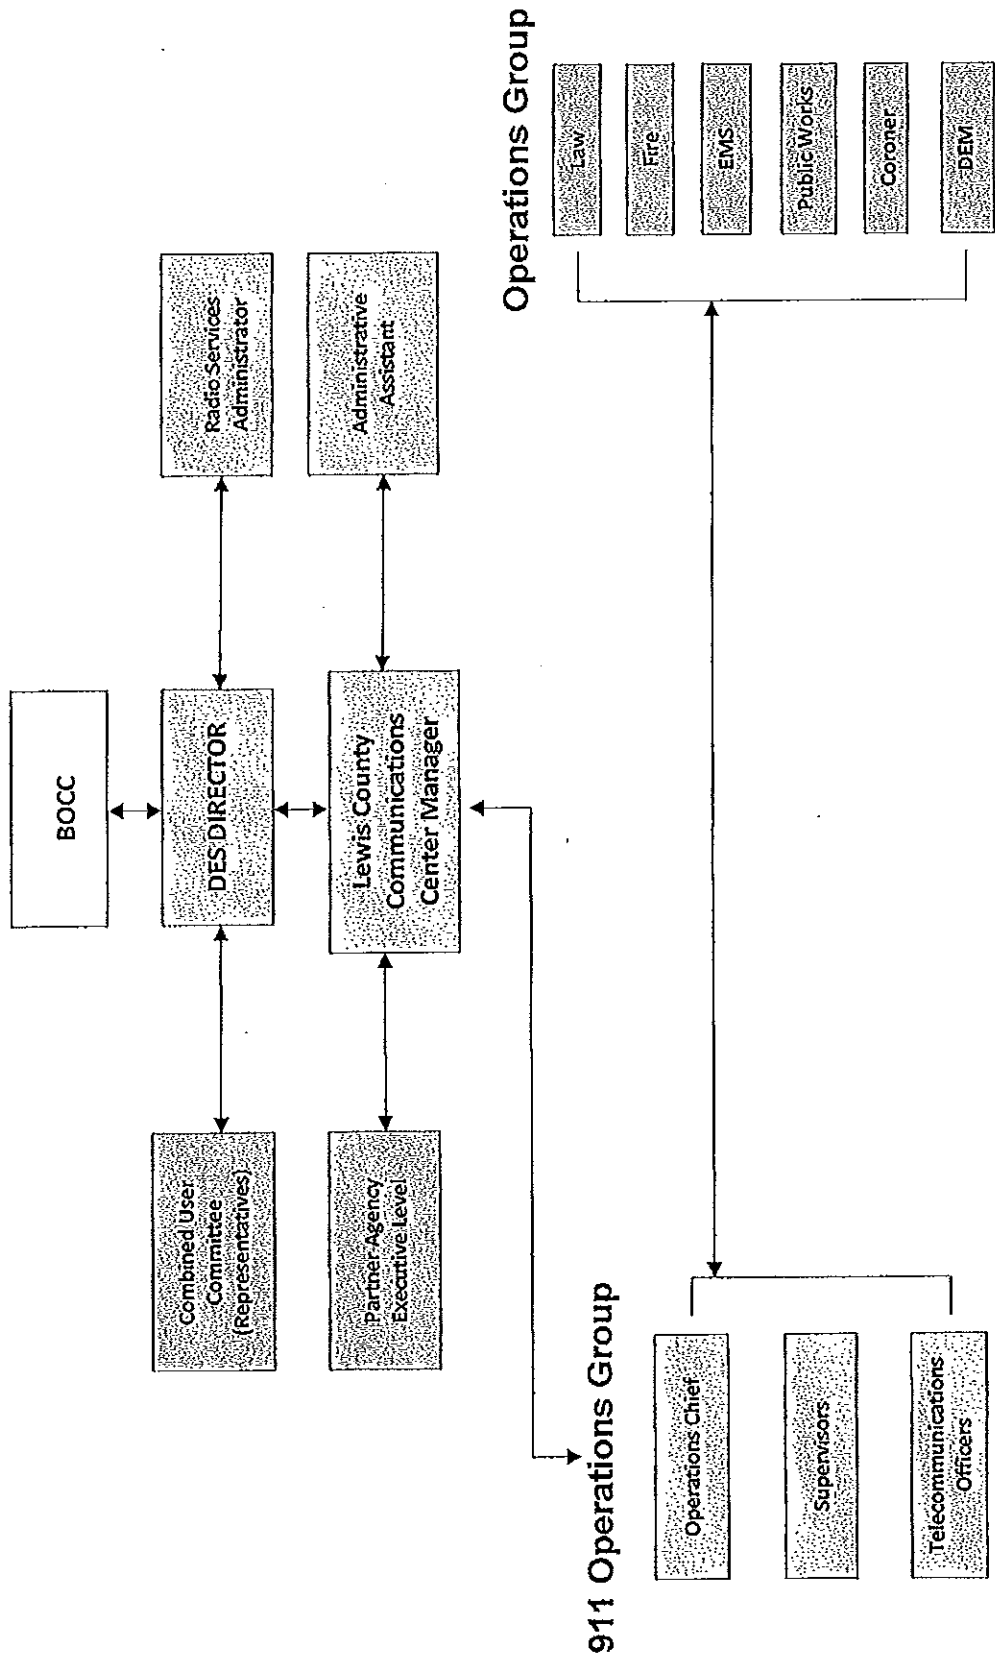 BOCC
Combined User
Committee
(Representatives)
DES DIRECTOR
Radio Services
Administrator
Partner Agency
Executive Level
Lewis County
Communications
Center Manager
Administrative
Assistant
911 Operations Group
Operations Chief
Supervisors
Telecommunications
Officers
Operations Group
Law
Fire
EMS
Public Works
Coroner
DEM